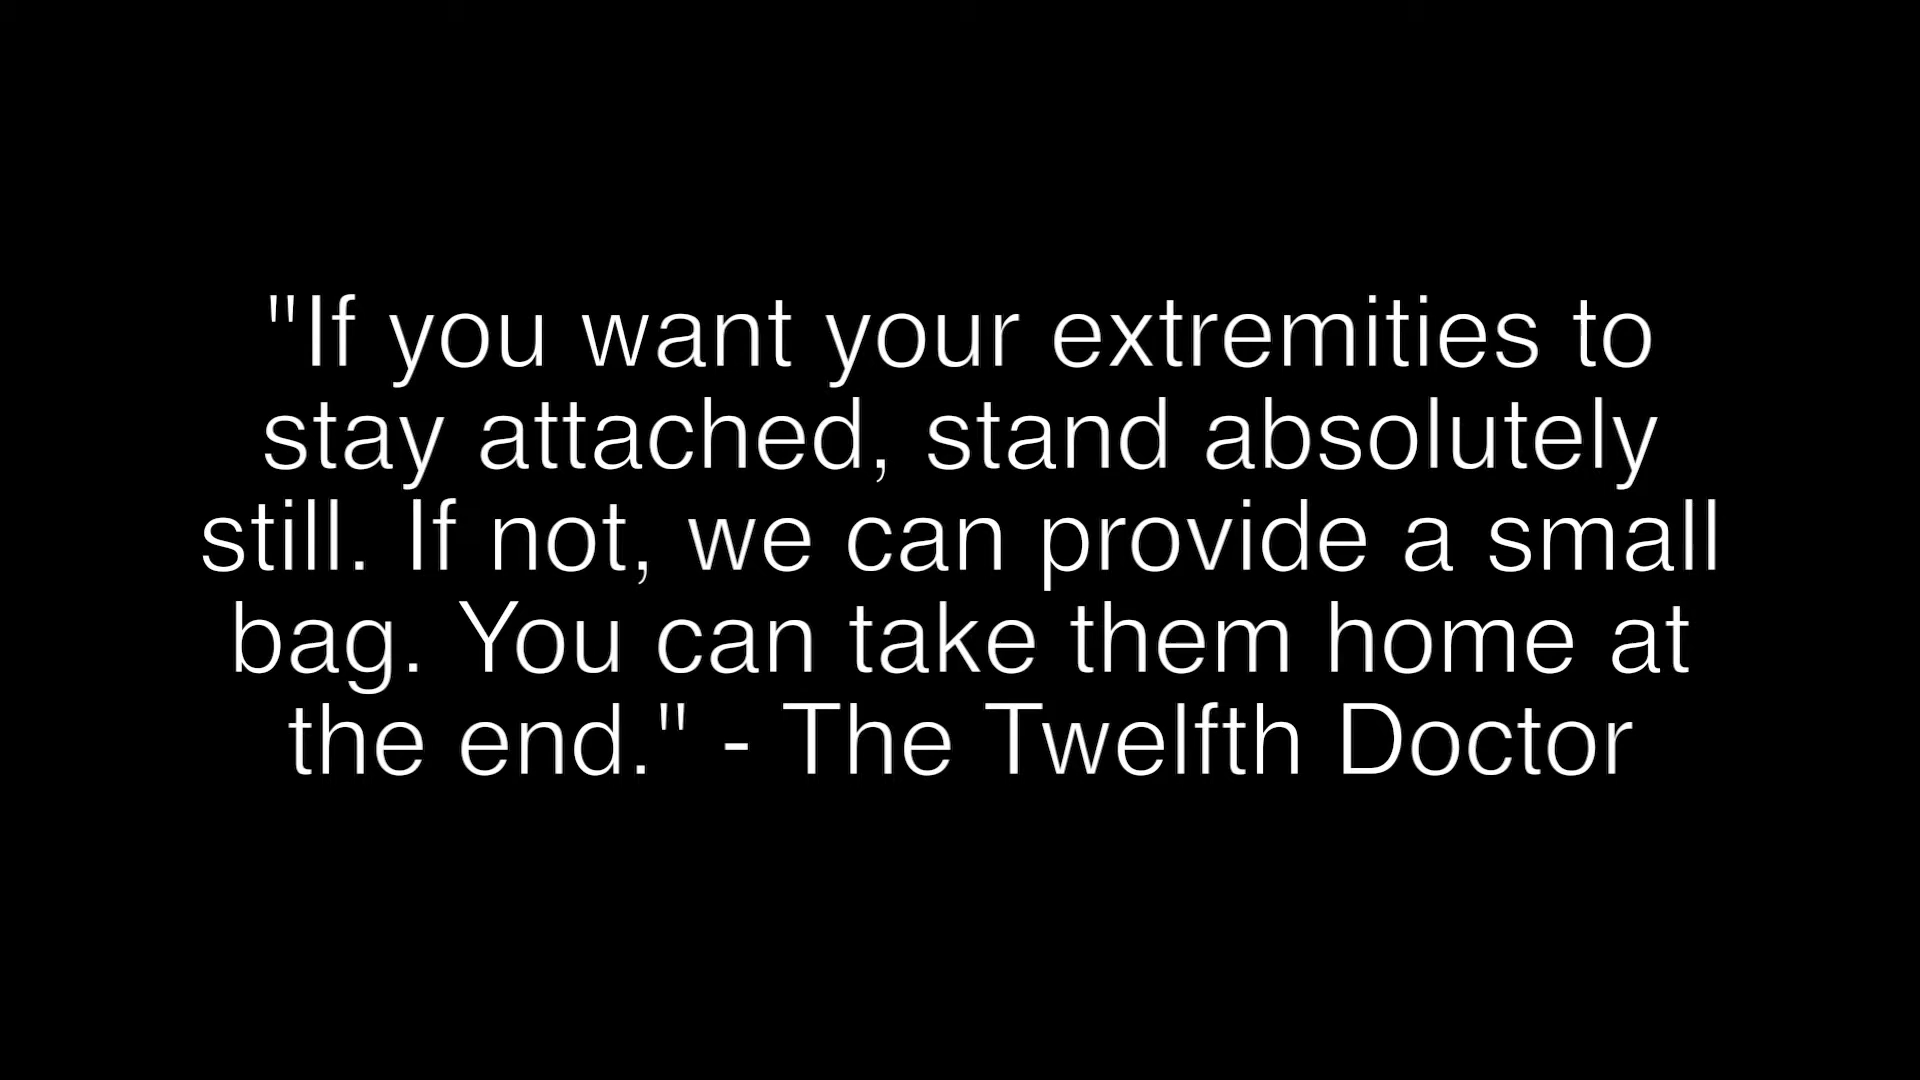 "If you want your extremities to
stay attached, stand absolutely
still. If not, we can provide a small
bag. You can take them home at
the end." - The Twelfth Doctor